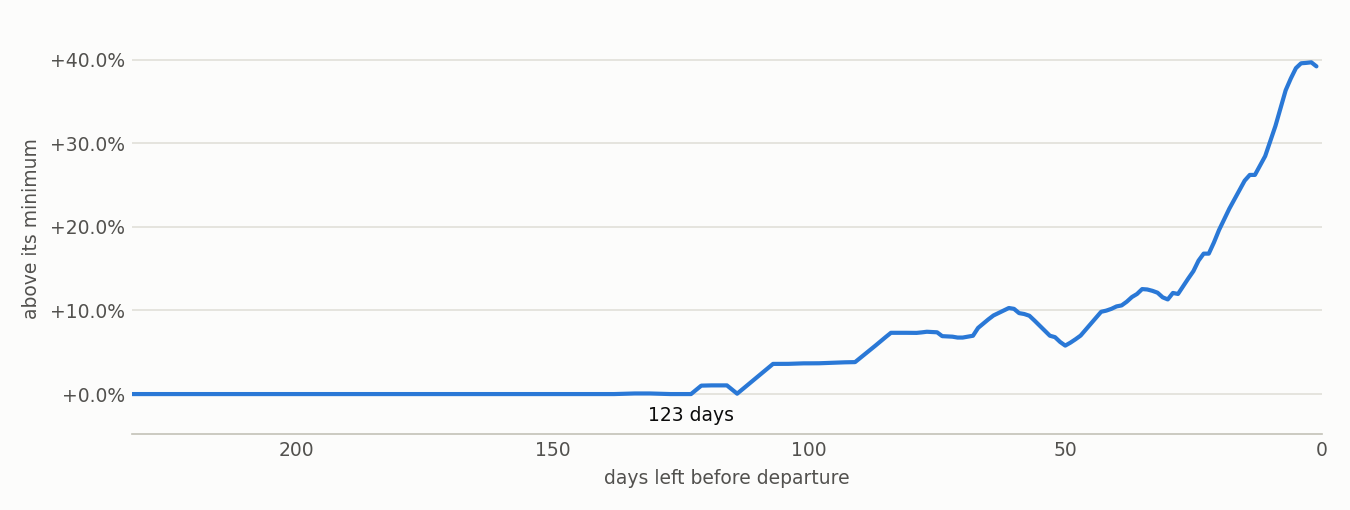 above its minimum
+40.0%
+30.0%
+20.0%
+10.0%
+0.0%
123 days
200 150 100 50 0
days left before departure